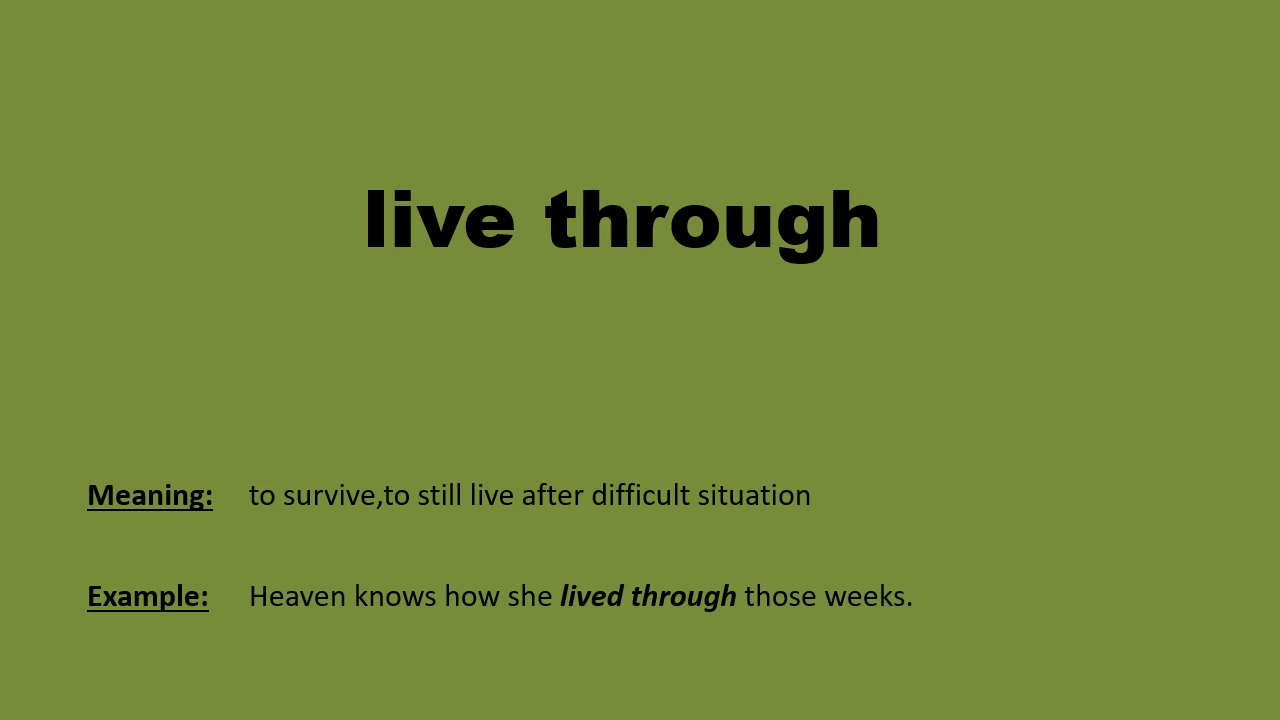 live through
Meaning: to survive,to still live after difficult situation
Example: Heaven knows how she lived through those weeks.